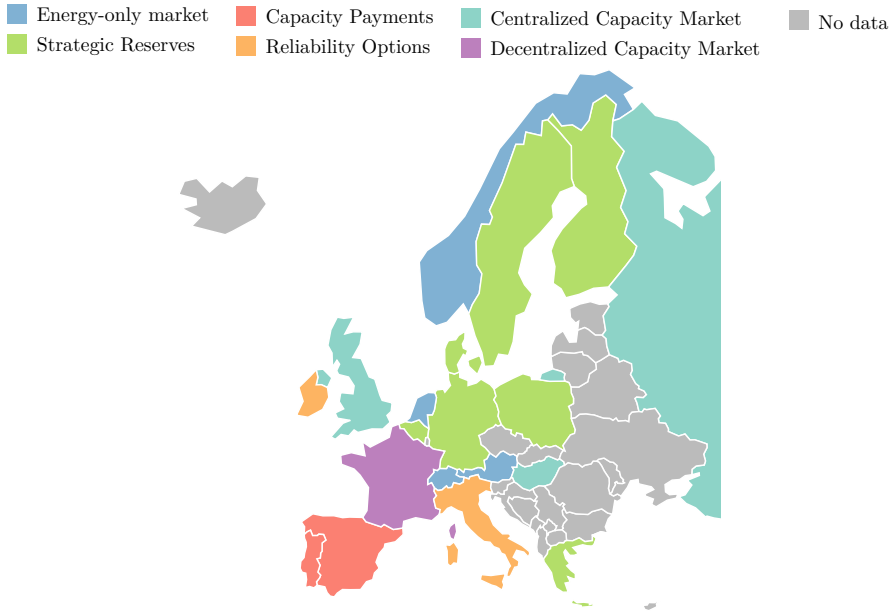 Energy-only market
Capacity Payments
Centralized Capacity Market
No data
Strategic Reserves
Reliability Options
Decentralized Capacity Market